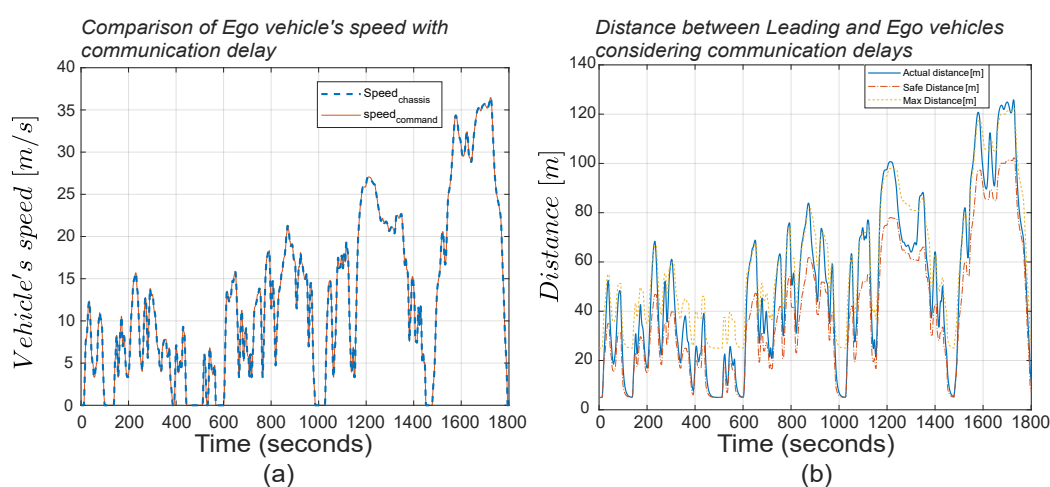 Comparison of Ego vehicle's speed with
communication delay
40
35
30
25
20
15
10
5
0
Vehicle's speed [m/s]
Speed_chassis
speed_command
0 200 400 600 800 1000 1200 1400 1600 1800
Time (seconds)
(a)
Distance between Leading and Ego vehicles
considering communication delays
140
120
100
80
60
40
20
0
Distance [m]
Actual distance[m]
Safe Distance[m]
Max Distance[m]
0 200 400 600 800 1000 1200 1400 1600 1800
Time (seconds)
(b)